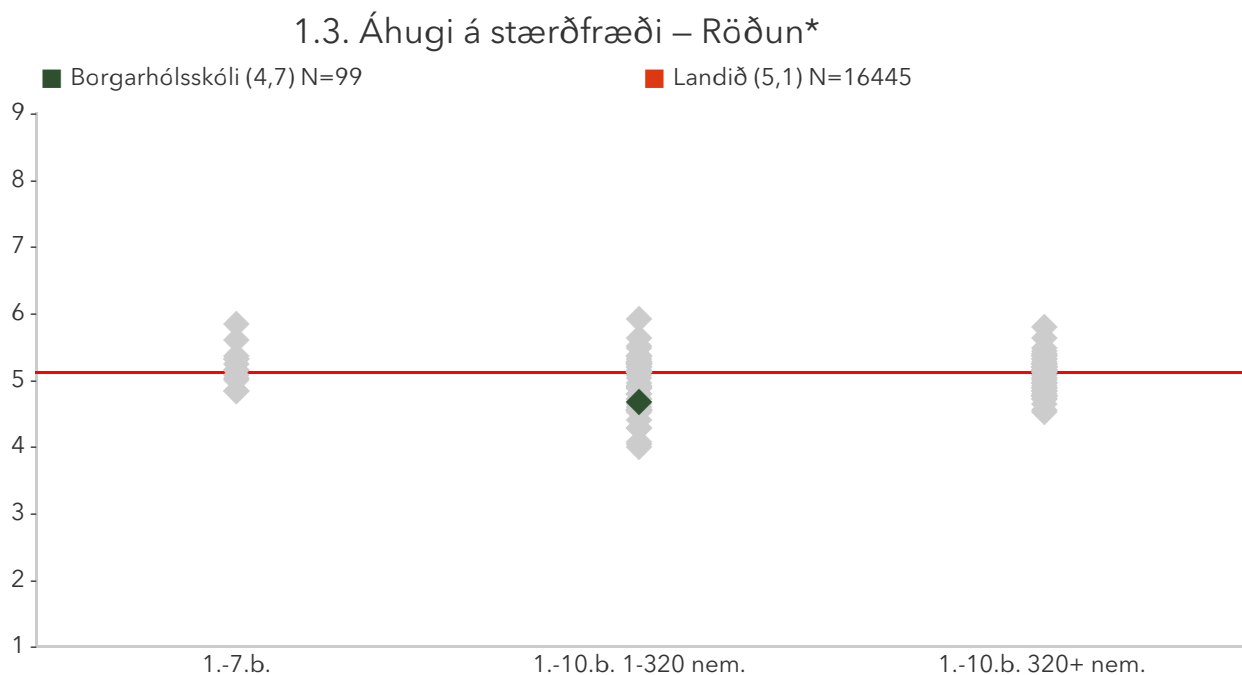 1.3. Áhugi á stærðfræði – Röðun*
Borgarhólsskóli (4,7) N=99
Landið (5,1) N=16445
9
8
7
6
5
4
3
2
1
1.-7.b.
1.-10.b. 1-320 nem.
1.-10.b. 320+ nem.